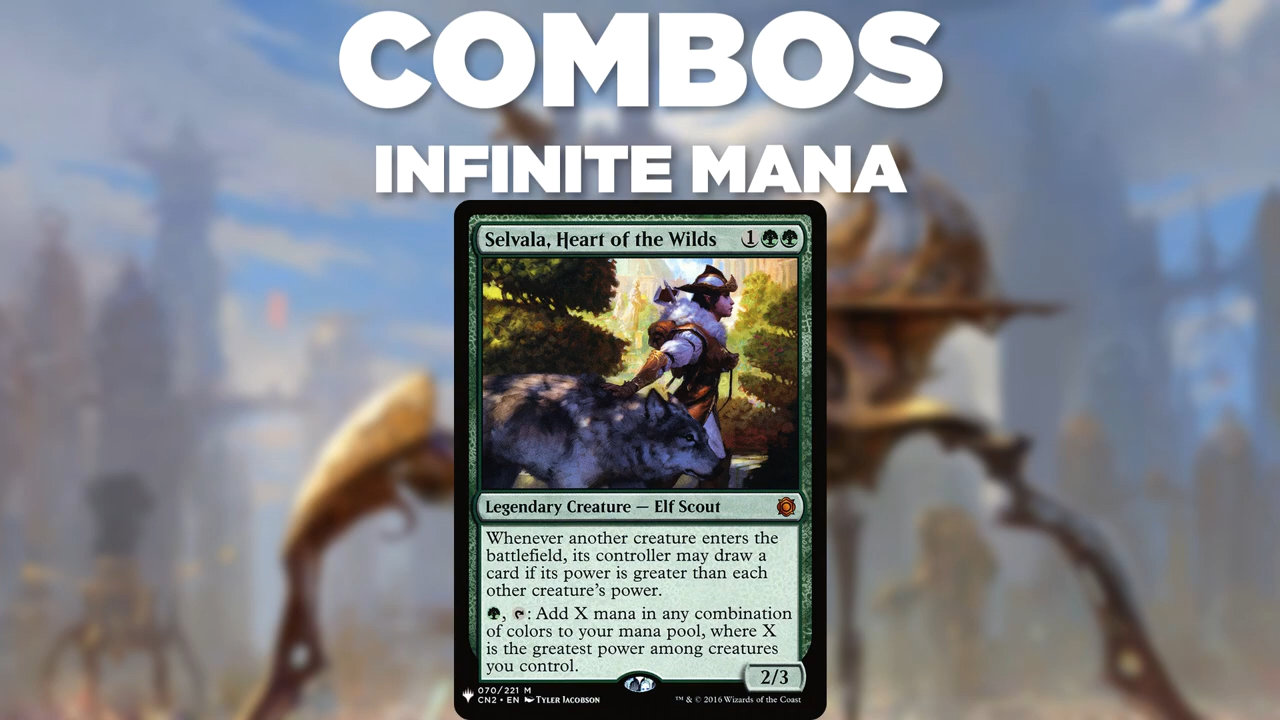 COMBOS
INFINITE MANA
Selvala, Heart of the Wilds 1
Legendary Creature — Elf Scout
Whenever another creature enters the
battlefield, its controller may draw a
card if its power is greater than each
other creature's power.
, : Add X mana in any combination
of colors to your mana pool, where X
is the greatest power among creatures
you control.
2/3
070/221 M
CN2 • EN Tyler Jacobson
™ & © 2016 Wizards of the Coast